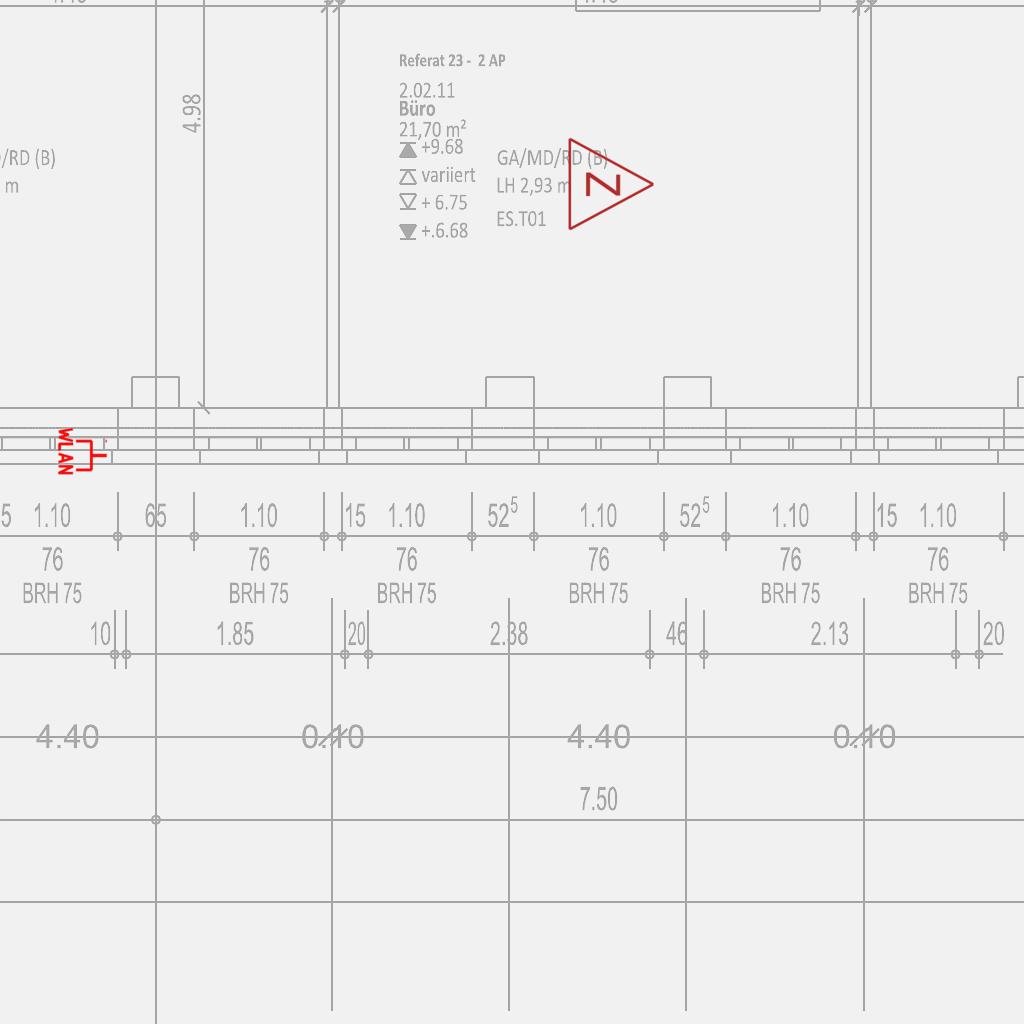 Referat 23 - 2 AP
2.02.11
Büro
21,70 m²
+9.68
variiert
+ 6.75
+.6.68
GA/MD/RD (B)
LH 2,93 m
ES.T01
N
4.98
/RD (B)
m
WLAN
5 1.10 65 1.10 15 1.10 52⁵ 1.10 52⁵ 1.10 15 1.10
76 76 76 76 76 76
BRH 75 BRH 75 BRH 75 BRH 75 BRH 75 BRH 75
10 1.85 20 2.38 46 2.13 20
4.40 0.10 4.40 0.10
7.50